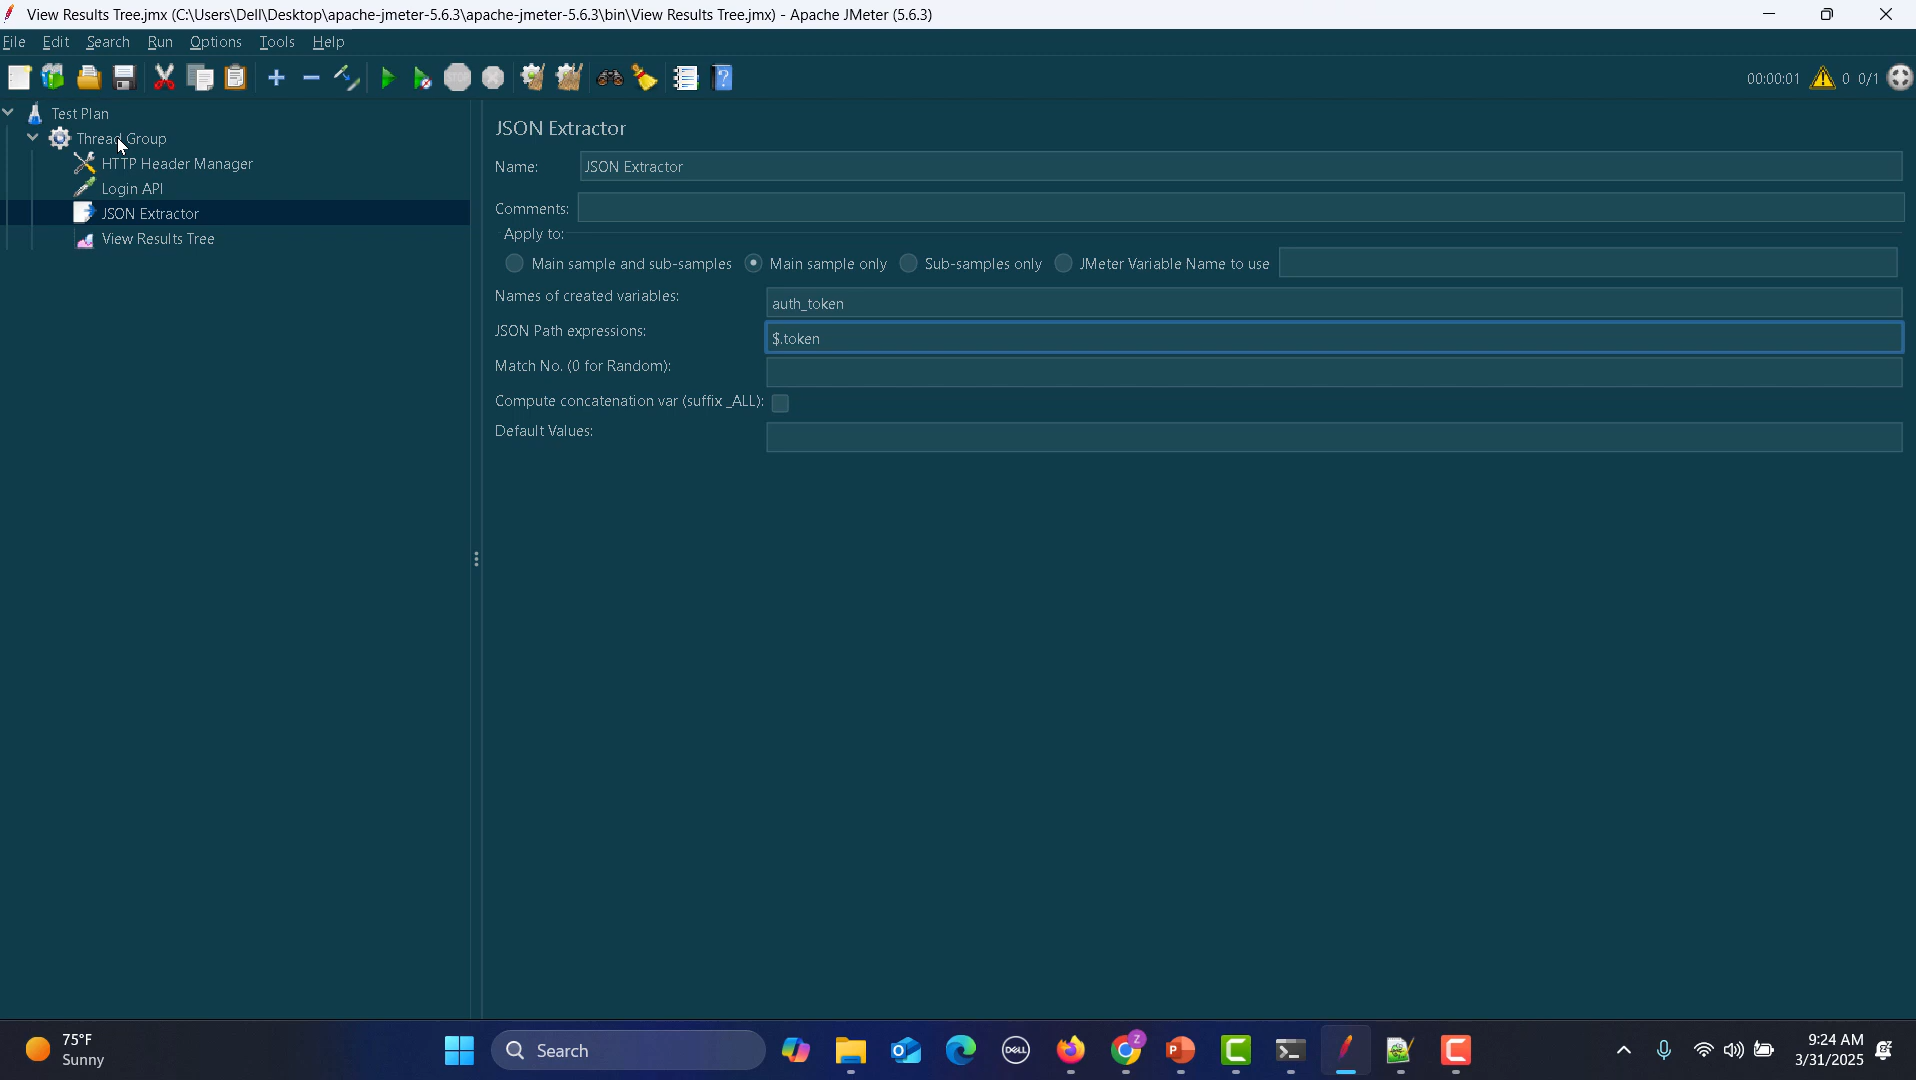 View Results Tree.jmx (C:\Users\Dell\Desktop\apache-jmeter-5.6.3\apache-jmeter-5.6.3\bin\View Results Tree.jmx) - Apache JMeter (5.6.3)
File Edit Search Run Options Tools Help
STOP 00:00:01 0 0/1
Test Plan
Thread Group
HTTP Header Manager
Login API
JSON Extractor
View Results Tree
JSON Extractor
Name: JSON Extractor
Comments:
Apply to:
Main sample and sub-samples Main sample only Sub-samples only JMeter Variable Name to use
Names of created variables: auth_token
JSON Path expressions: $.token
Match No. (0 for Random):
Compute concatenation var (suffix _ALL):
Default Values:
75°F
Sunny
Search
DELL
Z
9:24 AM
3/31/2025